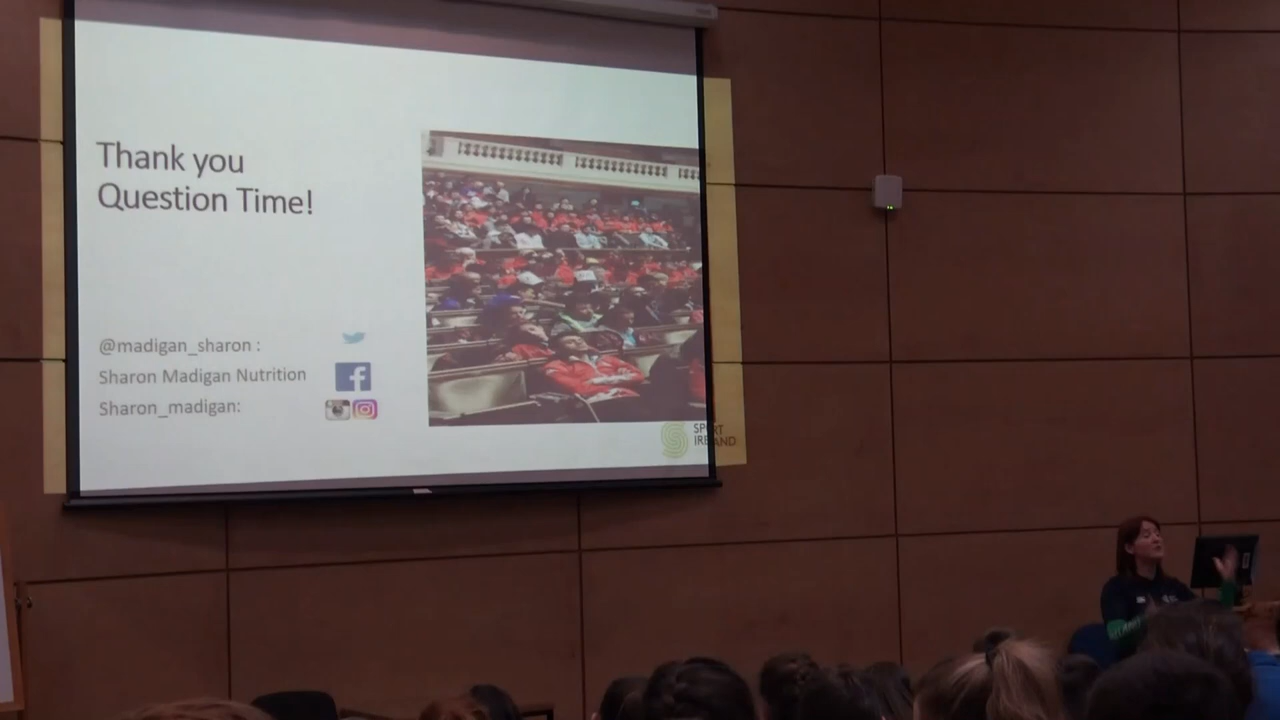 Thank you
Question Time!
@madigan_sharon :
Sharon Madigan Nutrition
Sharon_madigan:
SPORT
IRELAND